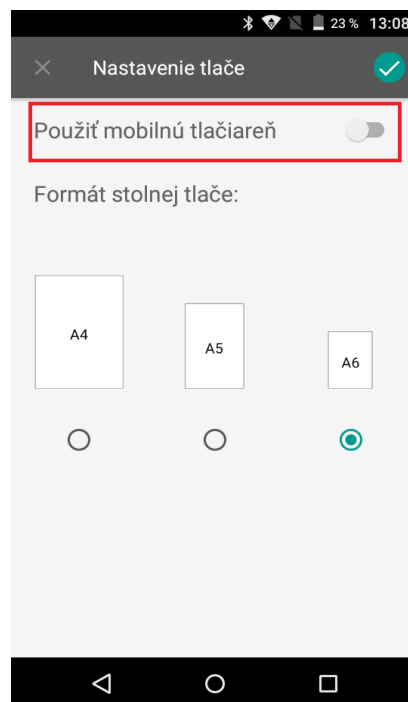 23 % 13:08
Nastavenie tlače
Použiť mobilnú tlačiareň
Formát stolnej tlače:
A4
A5
A6